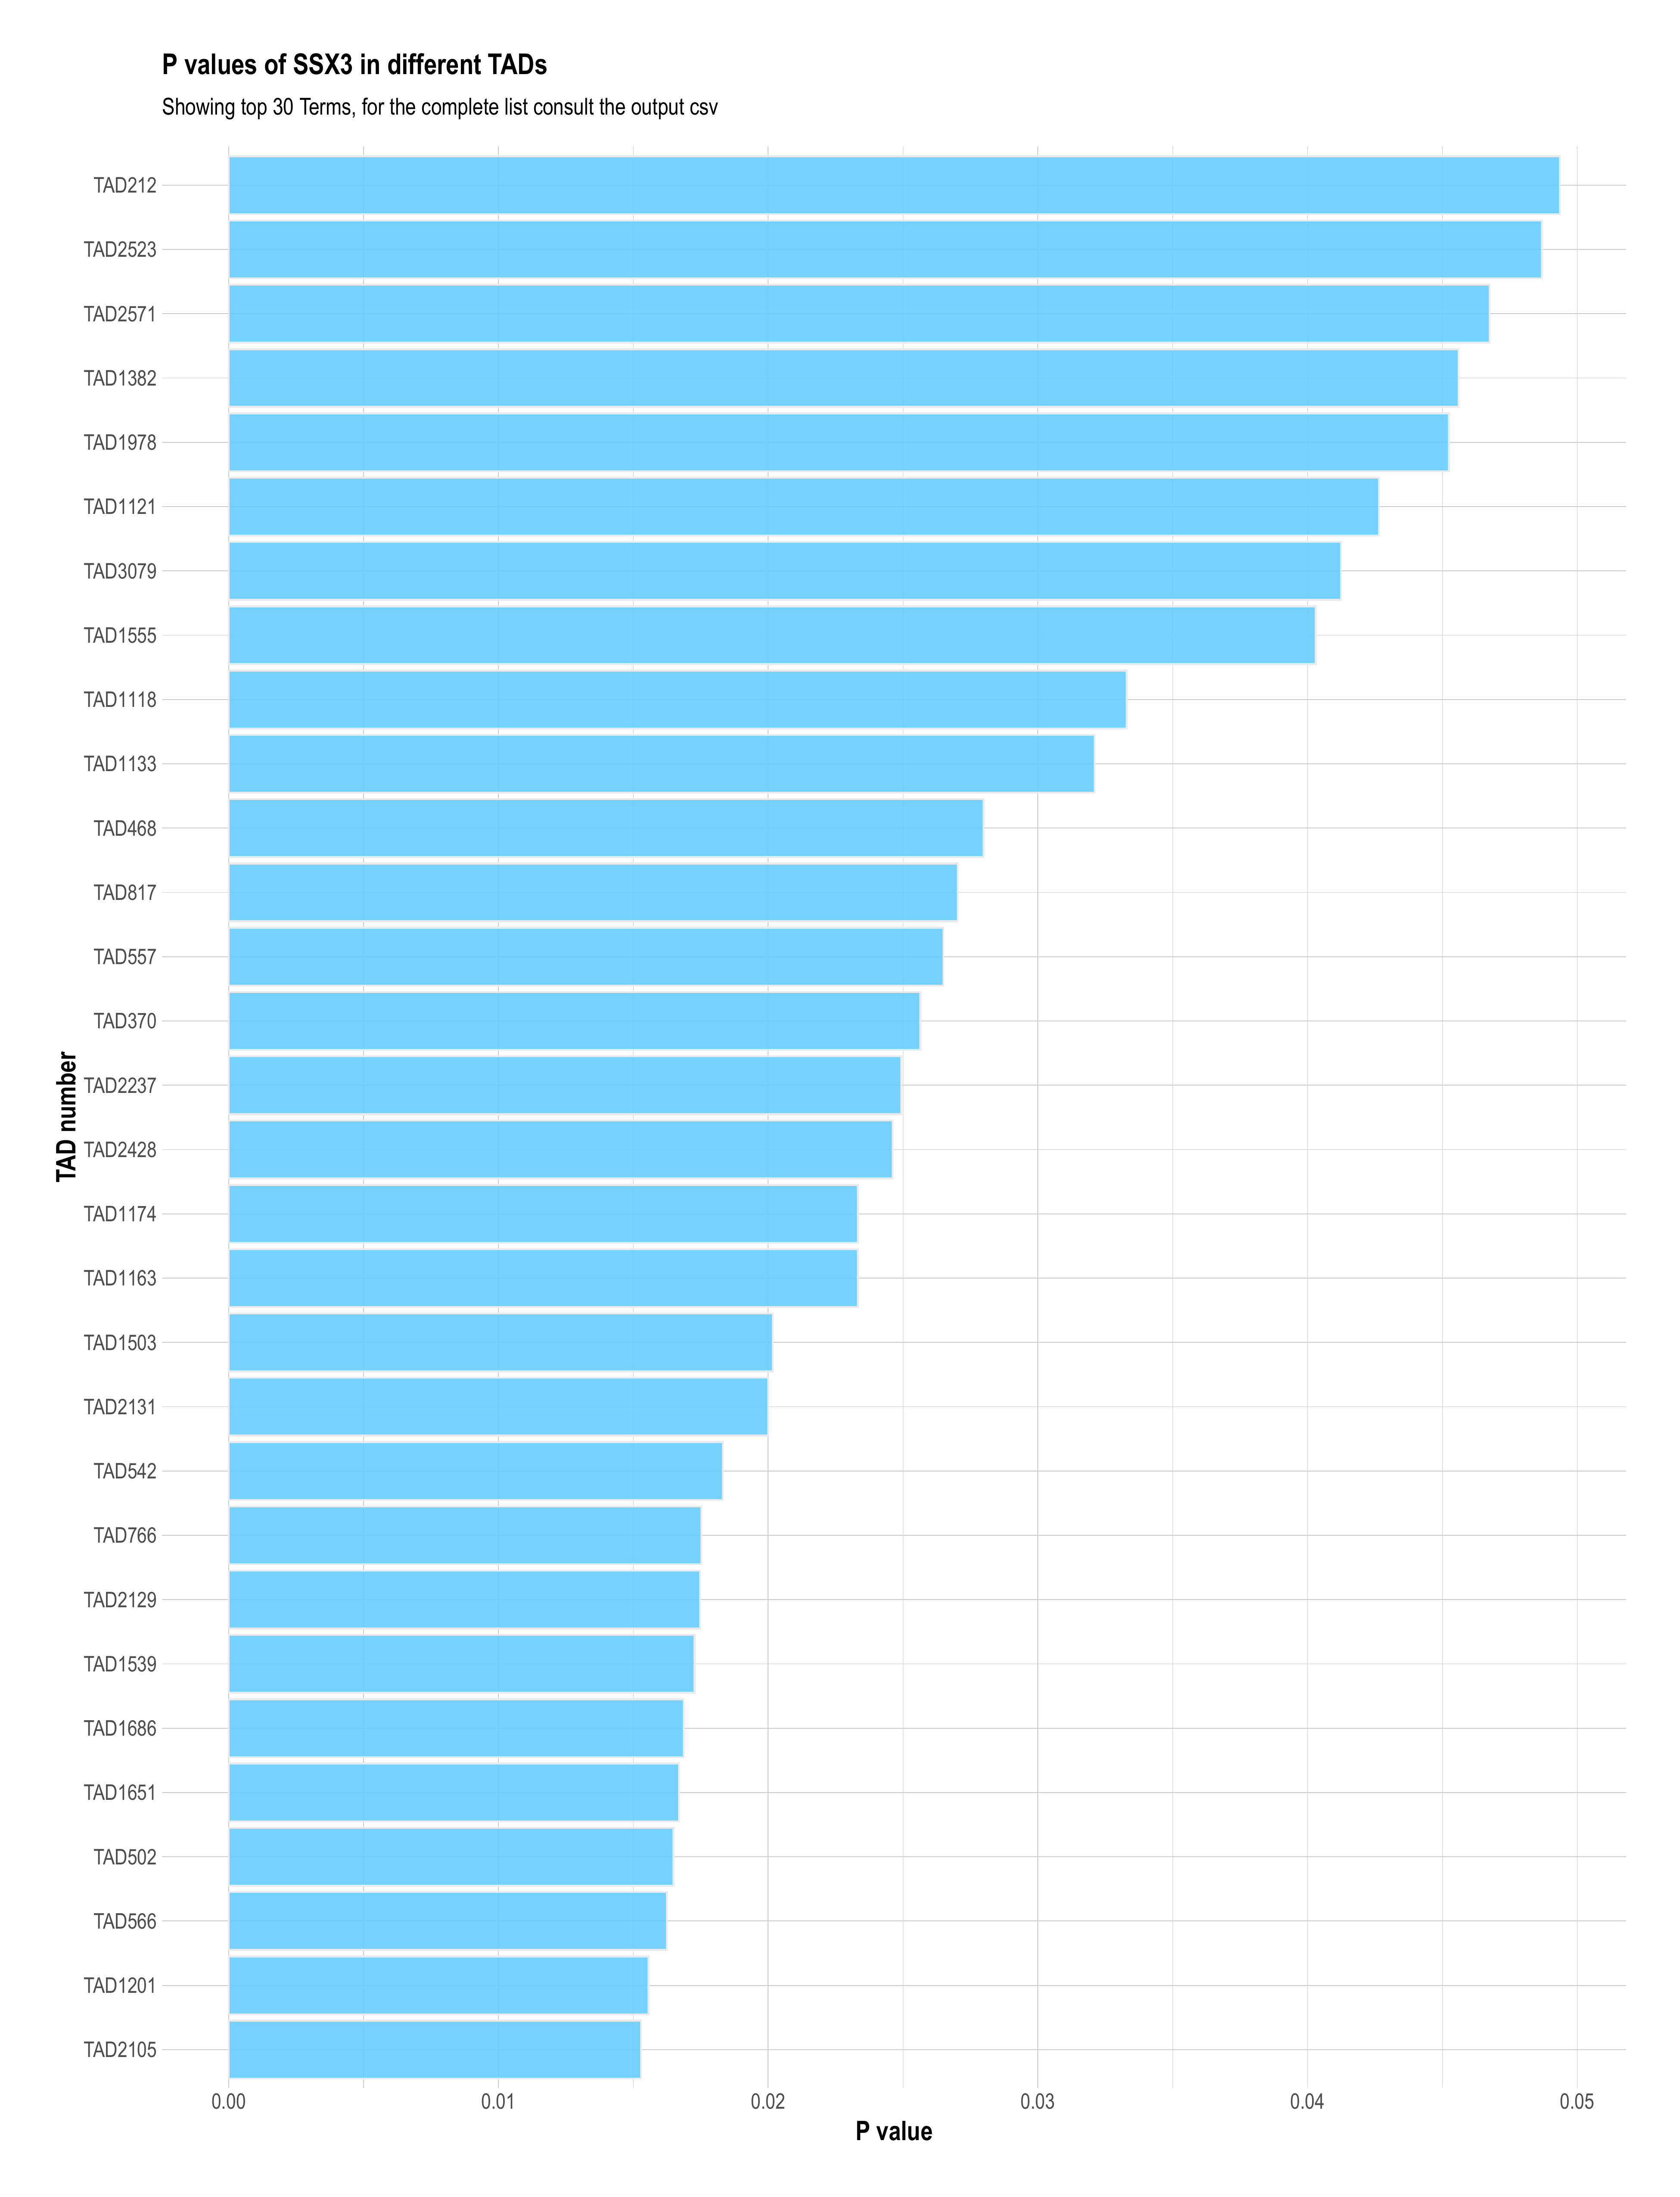 P values of SSX3 in different TADs
Showing top 30 Terms, for the complete list consult the output csv
TAD212
TAD2523
TAD2571
TAD1382
TAD1978
TAD1121
TAD3079
TAD1555
TAD1118
TAD1133
TAD468
TAD817
TAD557
TAD370
TAD2237
TAD2428
TAD1174
TAD1163
TAD1503
TAD2131
TAD542
TAD766
TAD2129
TAD1539
TAD1686
TAD1651
TAD502
TAD566
TAD1201
TAD2105
TAD number
0.00 0.01 0.02 0.03 0.04 0.05
P value